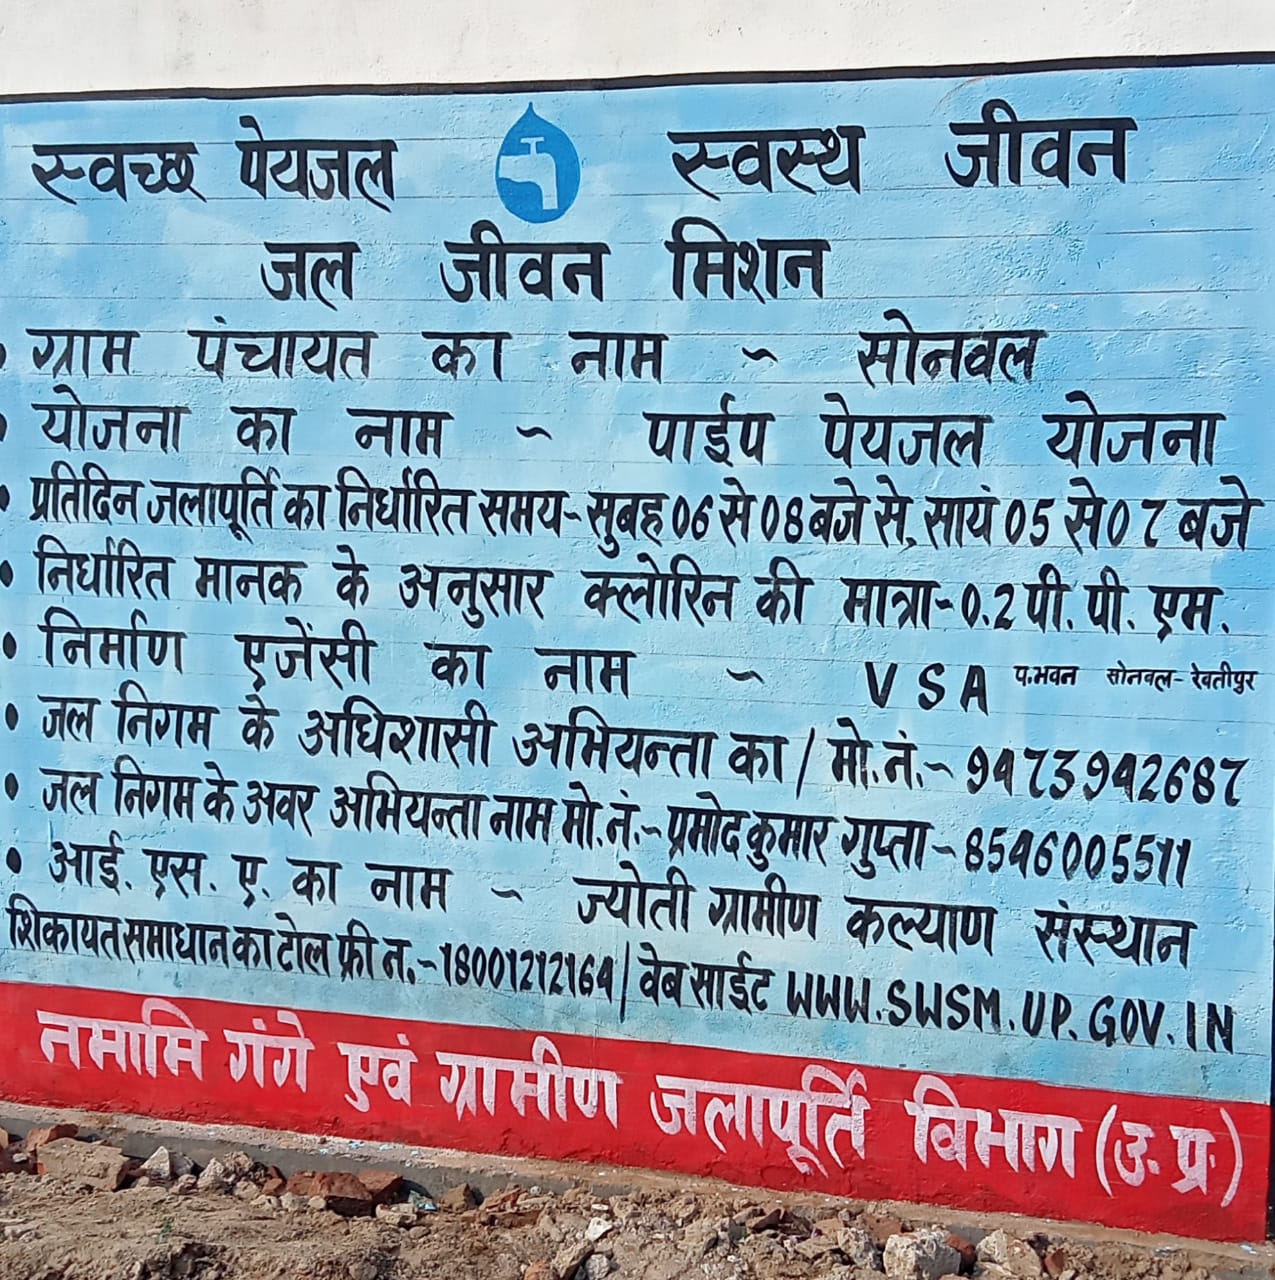 स्वच्छ पेयजल स्वस्थ जीवन
जल जीवन मिशन
• ग्राम पंचायत का नाम ~ सोनवल
• योजना का नाम ~ पाईप पेयजल योजना
• प्रतिदिन जलापूर्ति का निर्धारित समय- सुबह 06 से 08 बजे से, सायं 05 से 07 बजे
• निर्धारित मानक के अनुसार क्लोरिन की मात्रा- 0.2 पी. पी. एम.
• निर्माण एजेंसी का नाम ~ VSA प.भवन सोनवल- रेवतीपुर
• जल निगम के अधिशासी अभियन्ता का / मो.नं.~ 9473942687
• जल निगम के अवर अभियन्ता नाम मो.नं.~ प्रमोद कुमार गुप्ता ~ 8546005511
• आई. एस. ए. का नाम ~ ज्योती ग्रामीण कल्याण संस्थान
शिकायत समाधान का टोल फ्री न.~18001212164 / वेब साईट WWW.SWSM.UP.GOV.IN
नमामि गंगे एवं ग्रामीण जलापूर्ति विभाग (उ. प्र.)